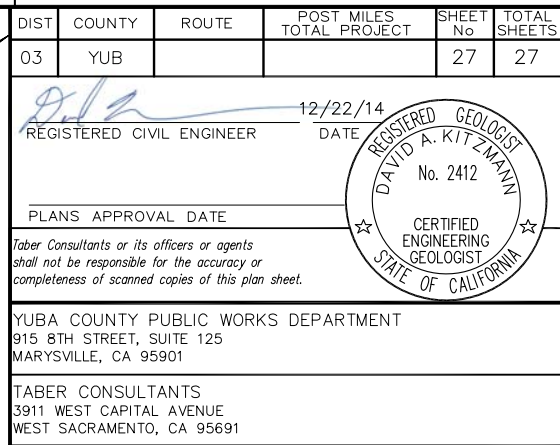 DIST COUNTY ROUTE POST MILES TOTAL PROJECT SHEET No TOTAL SHEETS
03 YUB 27 27
12/22/14
REGISTERED CIVIL ENGINEER DATE
PLANS APPROVAL DATE
REGISTERED GEOLOGIST
DAVID A. KITZMANN
No. 2412
CERTIFIED
ENGINEERING
GEOLOGIST
STATE OF CALIFORNIA
Taber Consultants or its officers or agents
shall not be responsible for the accuracy or
completeness of scanned copies of this plan sheet.
YUBA COUNTY PUBLIC WORKS DEPARTMENT
915 8TH STREET, SUITE 125
MARYSVILLE, CA 95901
TABER CONSULTANTS
3911 WEST CAPITAL AVENUE
WEST SACRAMENTO, CA 95691